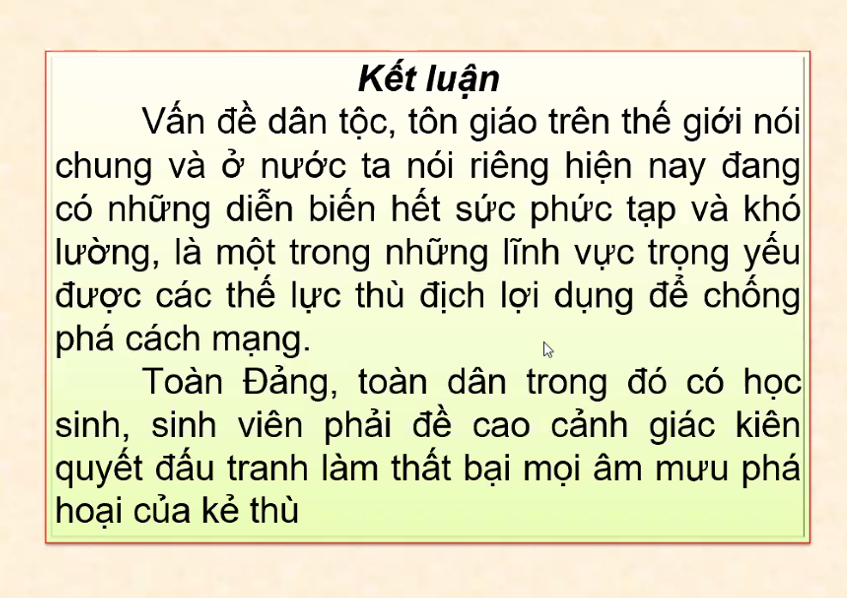 Kết luận
Vấn đề dân tộc, tôn giáo trên thế giới nói
chung và ở nước ta nói riêng hiện nay đang
có những diễn biến hết sức phức tạp và khó
lường, là một trong những lĩnh vực trọng yếu
được các thế lực thù địch lợi dụng để chống
phá cách mạng.
Toàn Đảng, toàn dân trong đó có học
sinh, sinh viên phải đề cao cảnh giác kiên
quyết đấu tranh làm thất bại mọi âm mưu phá
hoại của kẻ thù